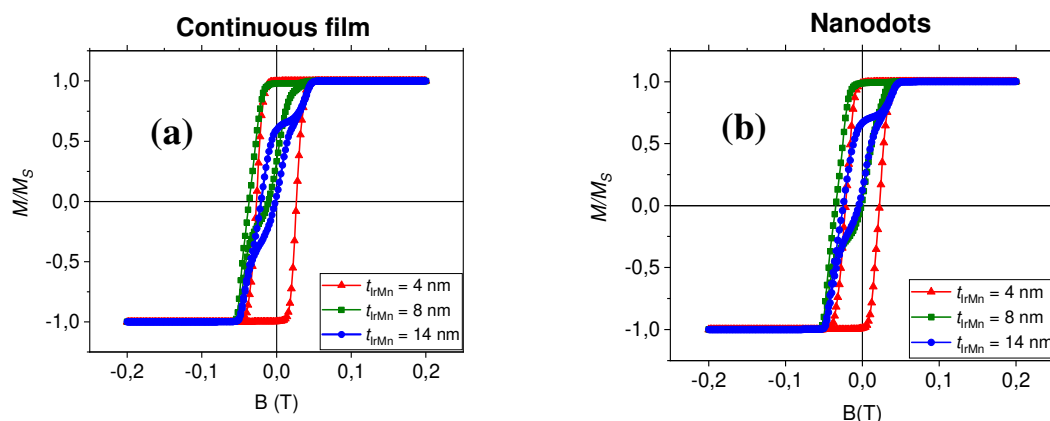 Continuous film
Nanodots
1,0
0,5
0,0
-0,5
-1,0
M/M_S
(a)
t_IrMn = 4 nm
t_IrMn = 8 nm
t_IrMn = 14 nm
-0,2 -0,1 0,0 0,1 0,2
B (T)
1,0
0,5
0,0
-0,5
-1,0
M/M_S
(b)
t_IrMn = 4 nm
t_IrMn = 8 nm
t_IrMn = 14 nm
-0,2 -0,1 0,0 0,1 0,2
B(T)